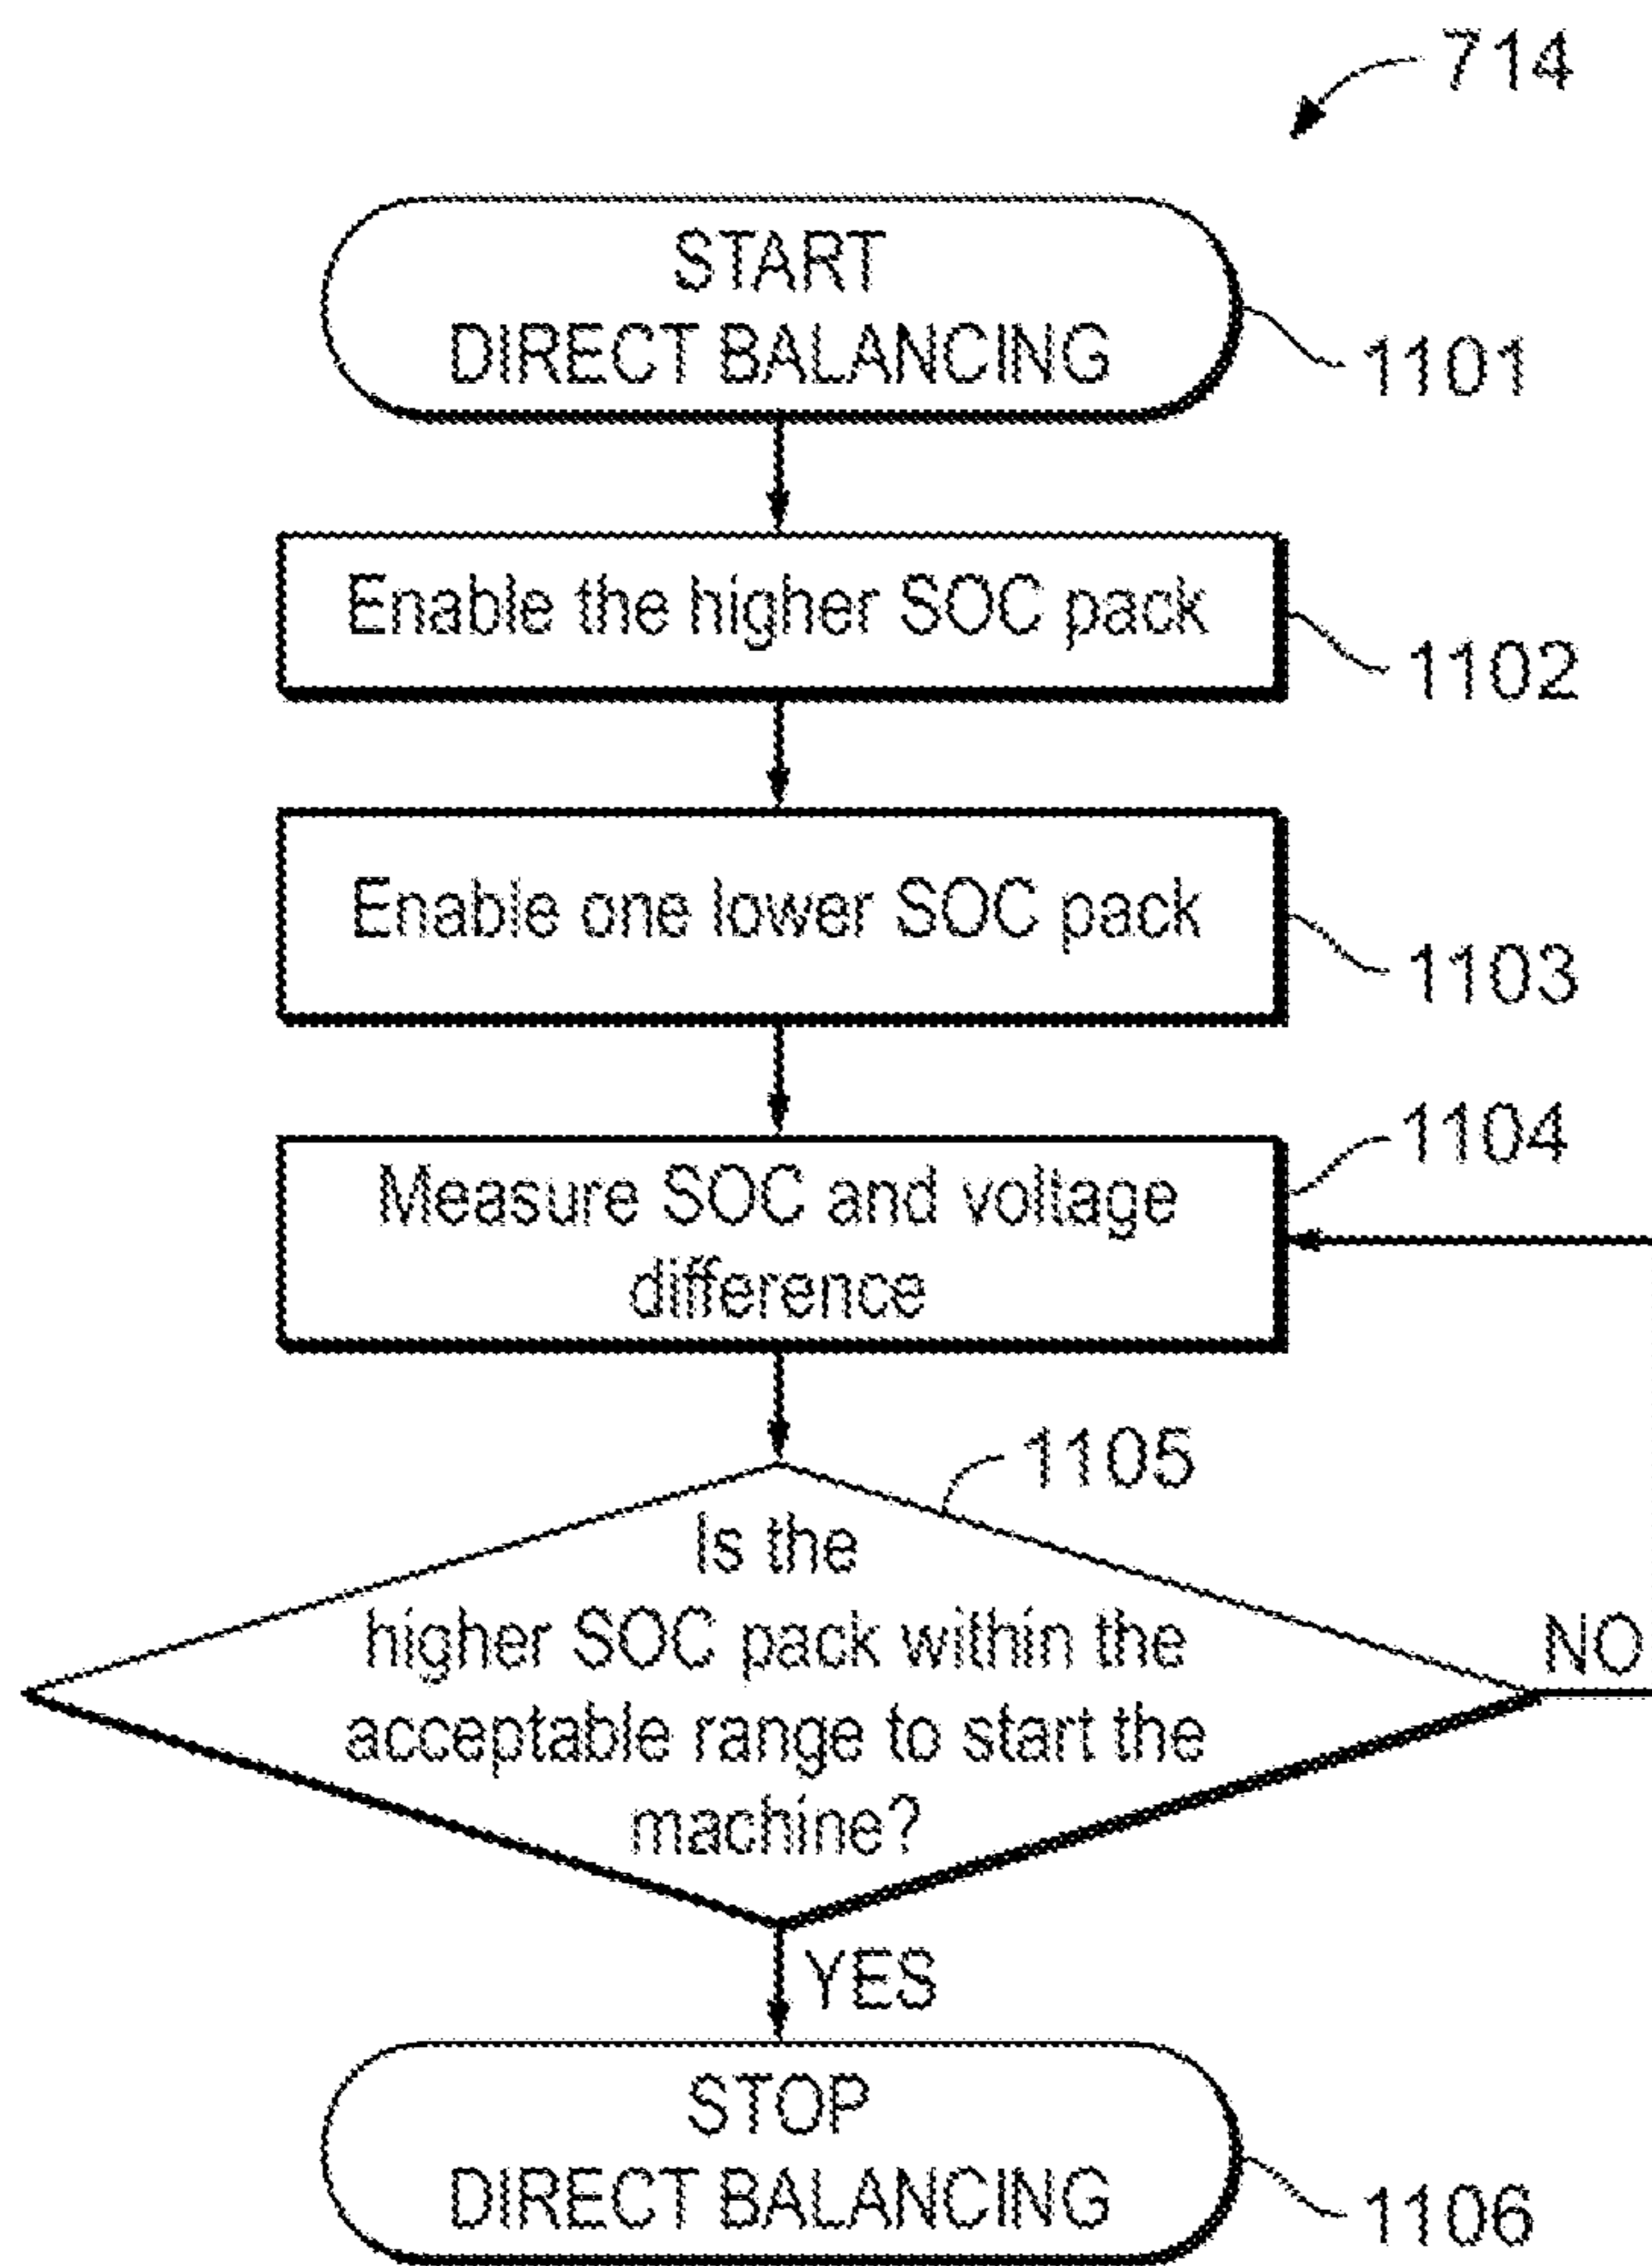 714
START
DIRECT BALANCING
1101
Enable the higher SOC pack
1102
Enable one lower SOC pack
1103
1104
Measure SOC and voltage
difference
1105
Is the
higher SOC pack within the
acceptable range to start the
machine?
NO
YES
STOP
DIRECT BALANCING
1106